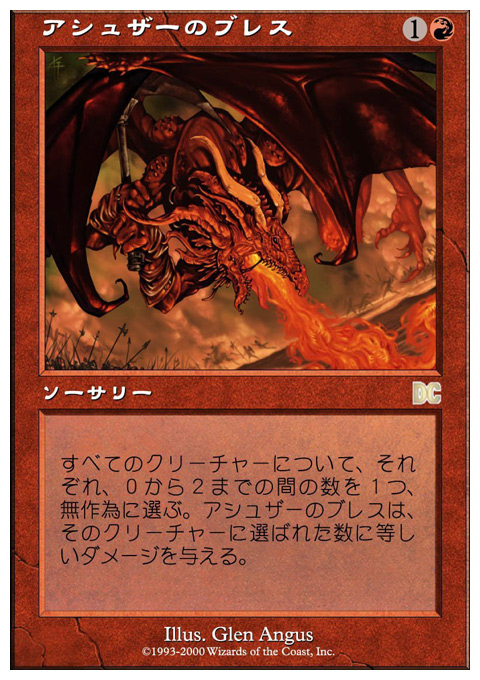 アシュザーのブレス
1
ソーサリー
DC
すべてのクリーチャーについて、それ
ぞれ、0から2までの間の数を1つ、
無作為に選ぶ。アシュザーのブレスは、
そのクリーチャーに選ばれた数に等し
いダメージを与える。
Illus. Glen Angus
©1993-2000 Wizards of the Coast, Inc.